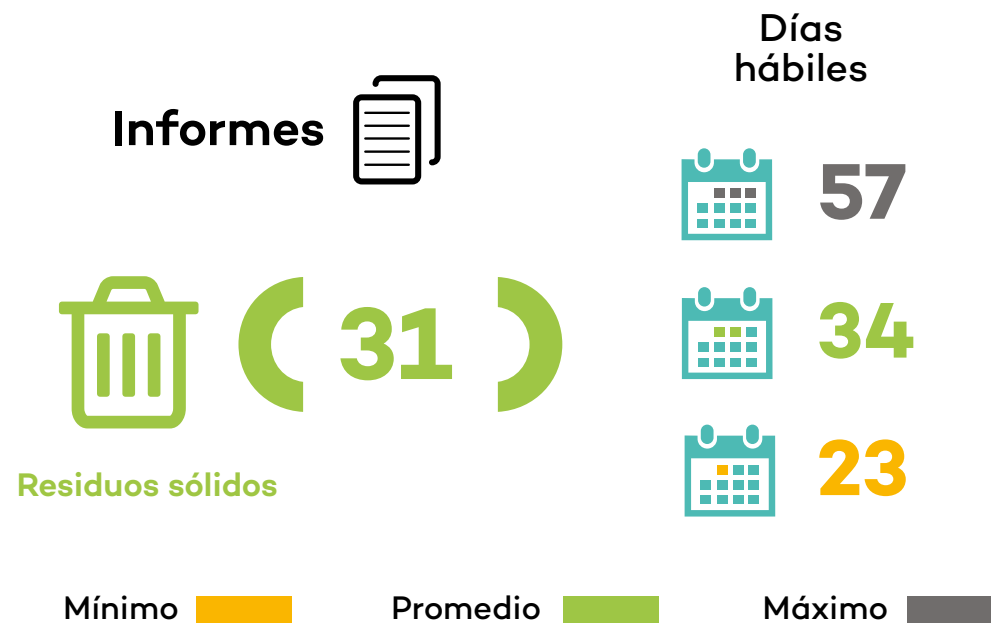 Días
hábiles
Informes
57
31
34
23
Residuos sólidos
Mínimo
Promedio
Máximo